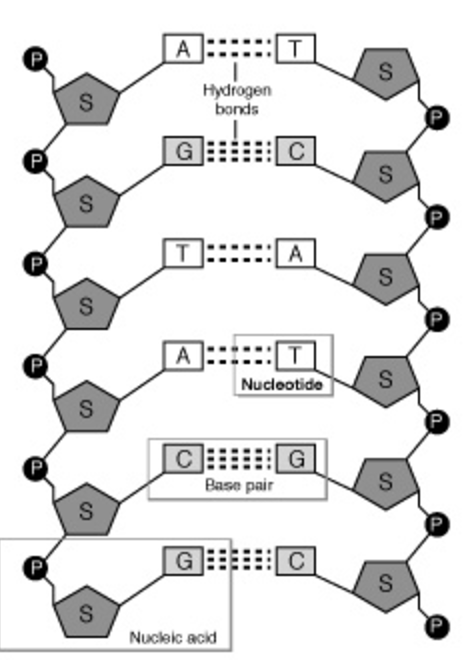 P A T S
S Hydrogen
bonds P
P G C S
S P
P T A S
S P
P A T S
S Nucleotide P
P C G S
S Base pair P
P G C S
S P
Nucleic acid